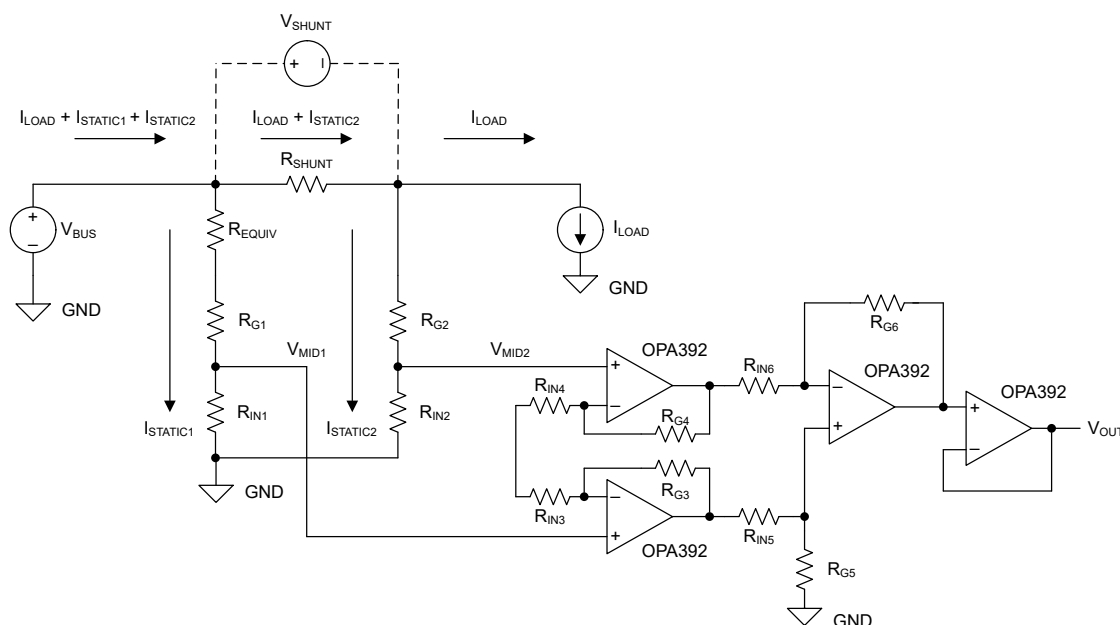 VSHUNT
+
−
ILOAD + ISTATIC1 + ISTATIC2
ILOAD + ISTATIC2
ILOAD
RSHUNT
+
−
VBUS
REQUIV
ILOAD
GND
GND
RG1
RG2
RG6
VMID1
VMID2
OPA392
RIN6
OPA392
OPA392
RIN4
RIN1
RIN2
+
−
−
+
+
−
VOUT
ISTATIC1
ISTATIC2
RG4
GND
RIN3
RG3
−
+
RIN5
OPA392
RG5
GND